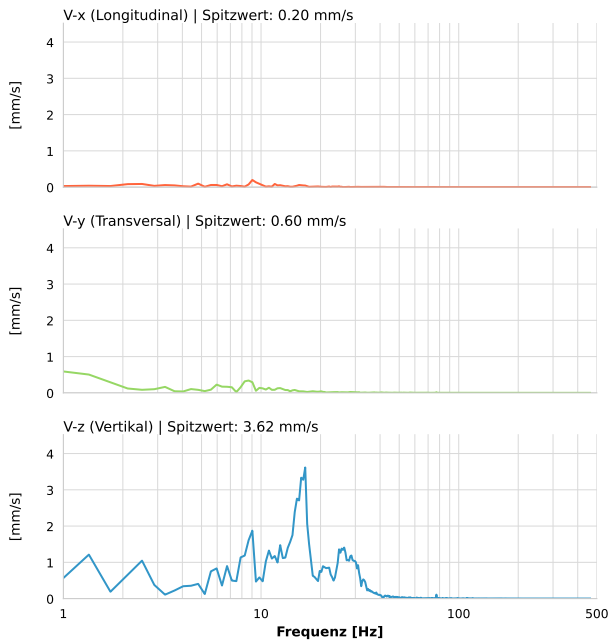 V-x (Longitudinal) | Spitzwert: 0.20 mm/s
4
3
2
1
0
[mm/s]
V-y (Transversal) | Spitzwert: 0.60 mm/s
4
3
2
1
0
[mm/s]
V-z (Vertikal) | Spitzwert: 3.62 mm/s
4
3
2
1
0
[mm/s]
1 10 100 500
Frequenz [Hz]